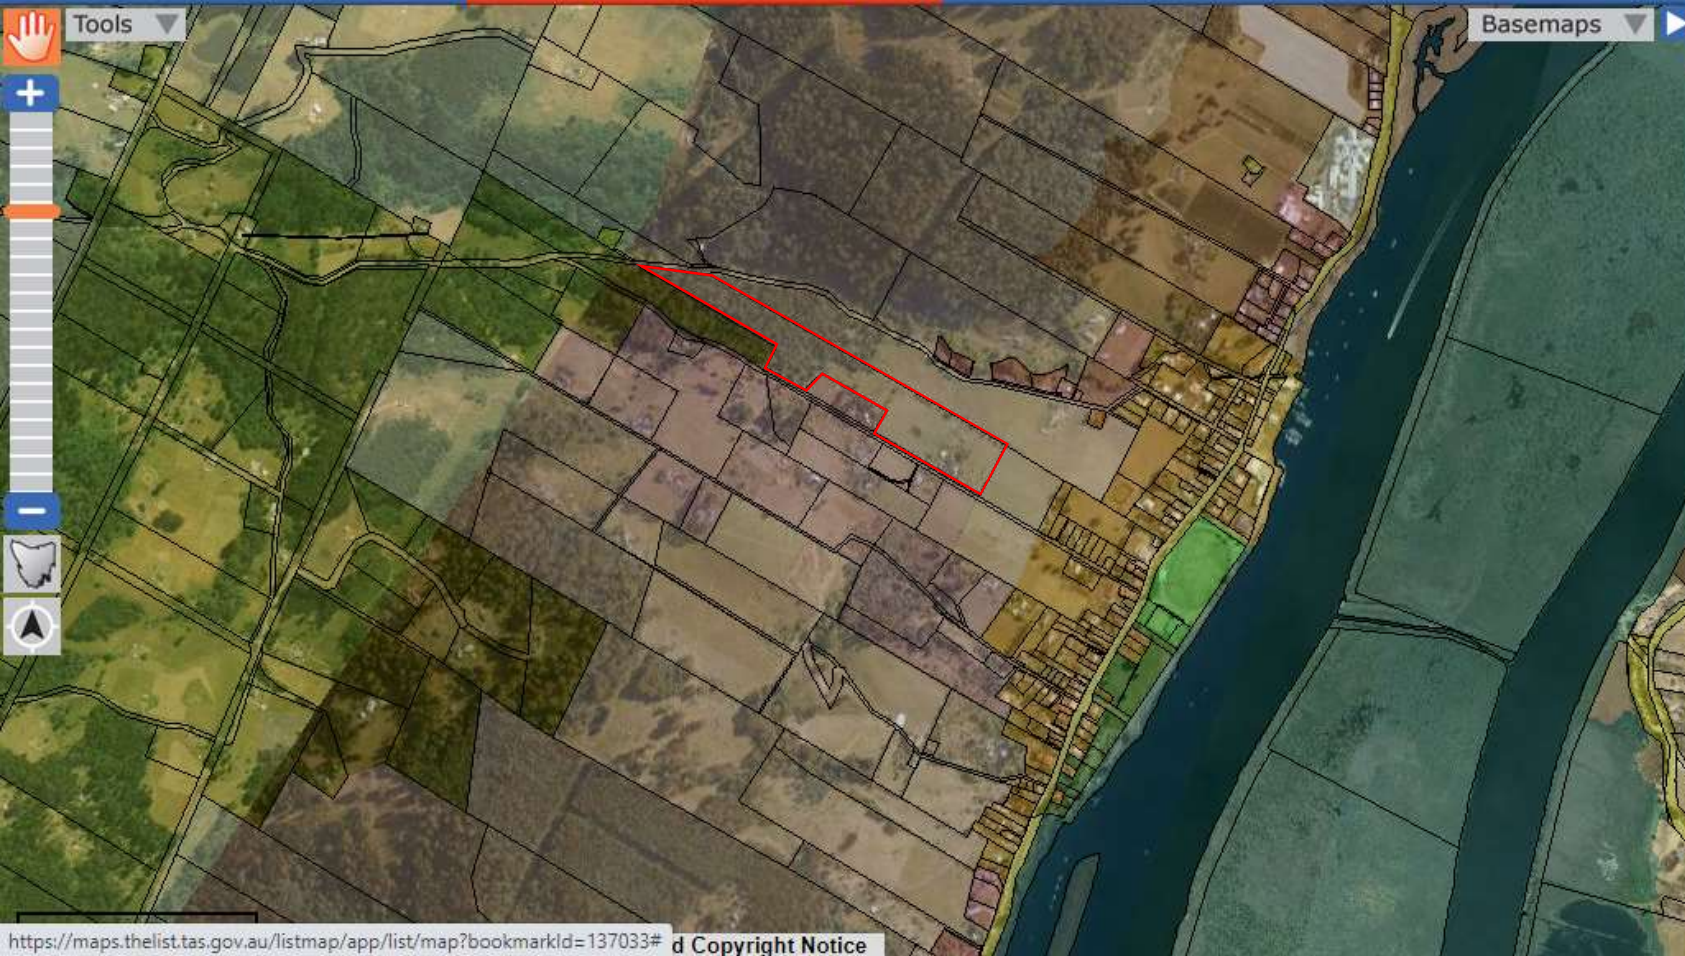 Tools
Basemaps
https://maps.thelist.tas.gov.au/listmap/app/list/map?bookmarkId=137033#
d Copyright Notice